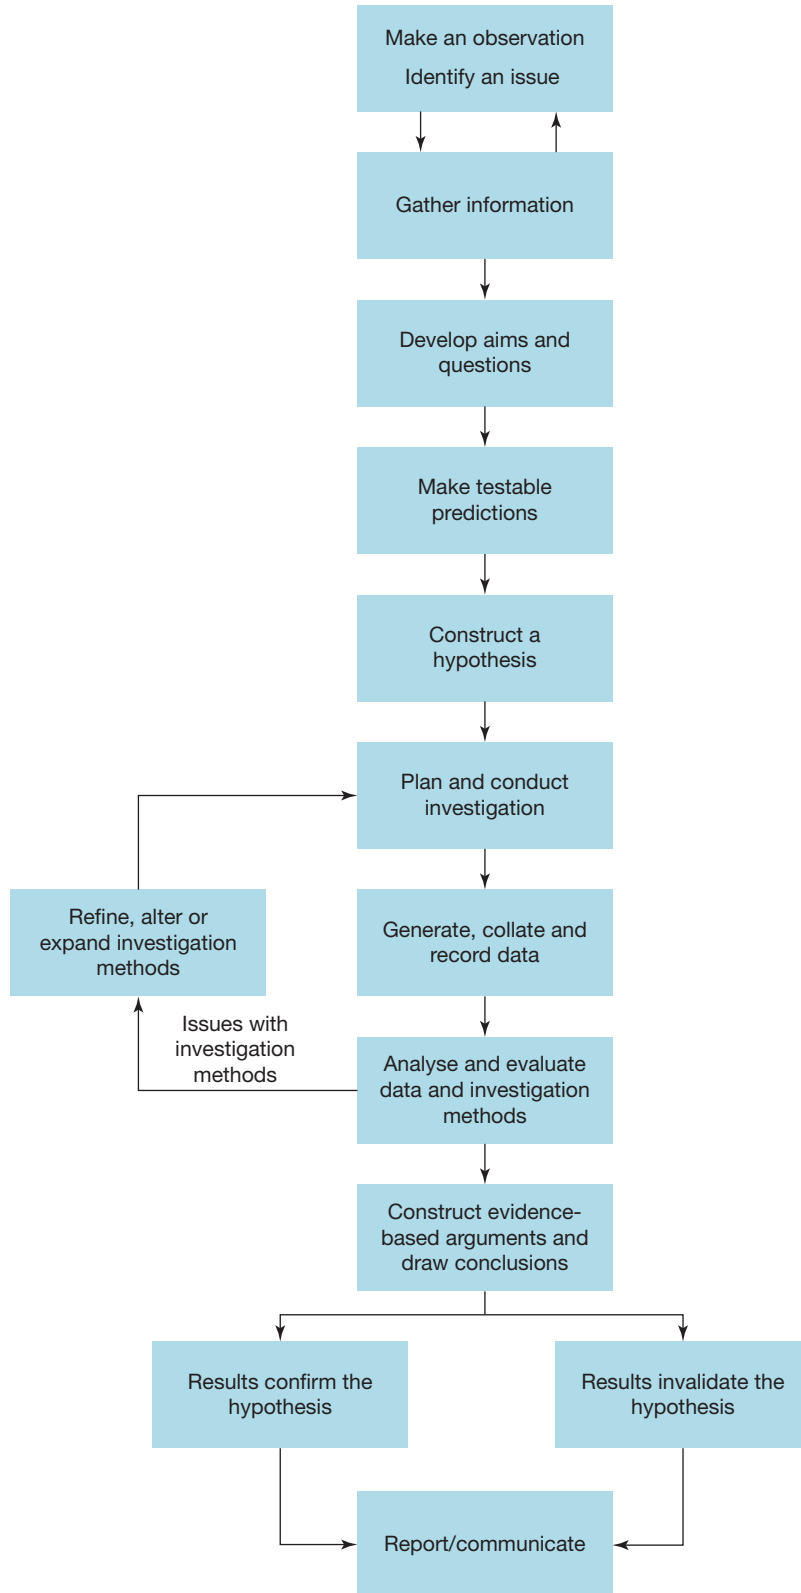 Make an observation
Identify an issue
Gather information
Develop aims and
questions
Make testable
predictions
Construct a
hypothesis
Plan and conduct
investigation
Refine, alter or
expand investigation
methods
Generate, collate and
record data
Issues with
investigation
methods
Analyse and evaluate
data and investigation
methods
Construct evidence-
based arguments and
draw conclusions
Results confirm the
hypothesis
Results invalidate the
hypothesis
Report/communicate